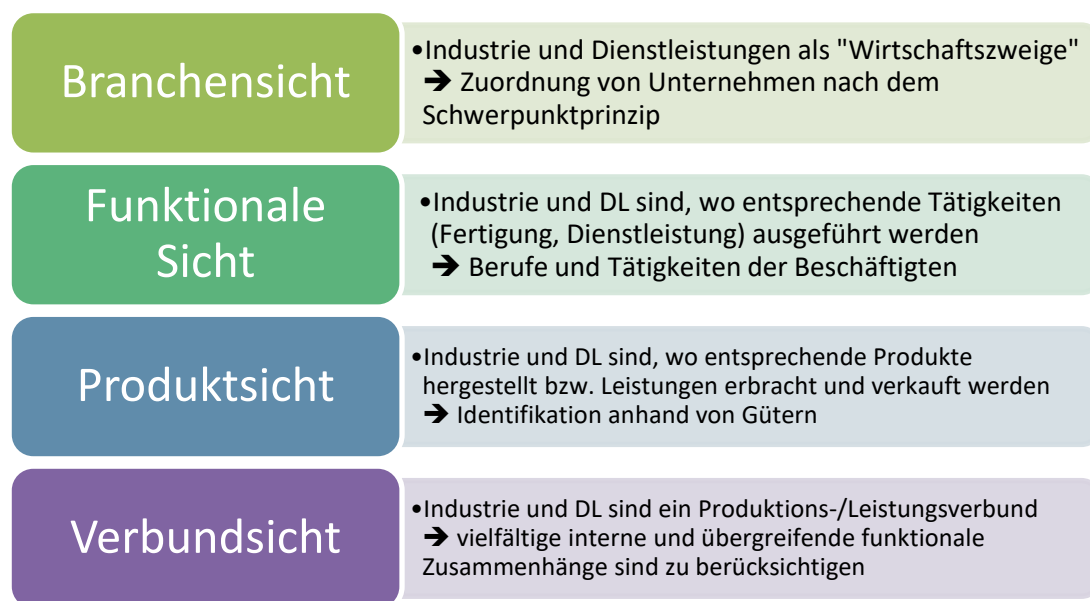 Branchensicht
•Industrie und Dienstleistungen als "Wirtschaftszweige"
➔ Zuordnung von Unternehmen nach dem
Schwerpunktprinzip
Funktionale
Sicht
•Industrie und DL sind, wo entsprechende Tätigkeiten
(Fertigung, Dienstleistung) ausgeführt werden
➔ Berufe und Tätigkeiten der Beschäftigten
Produktsicht
•Industrie und DL sind, wo entsprechende Produkte
hergestellt bzw. Leistungen erbracht und verkauft werden
➔ Identifikation anhand von Gütern
Verbundsicht
•Industrie und DL sind ein Produktions-/Leistungsverbund
➔ vielfältige interne und übergreifende funktionale
Zusammenhänge sind zu berücksichtigen